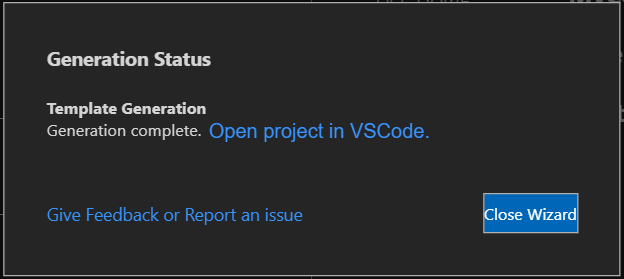 Generation Status
Template Generation
Generation complete. Open project in VSCode.
Give Feedback or Report an issue
Close Wizard